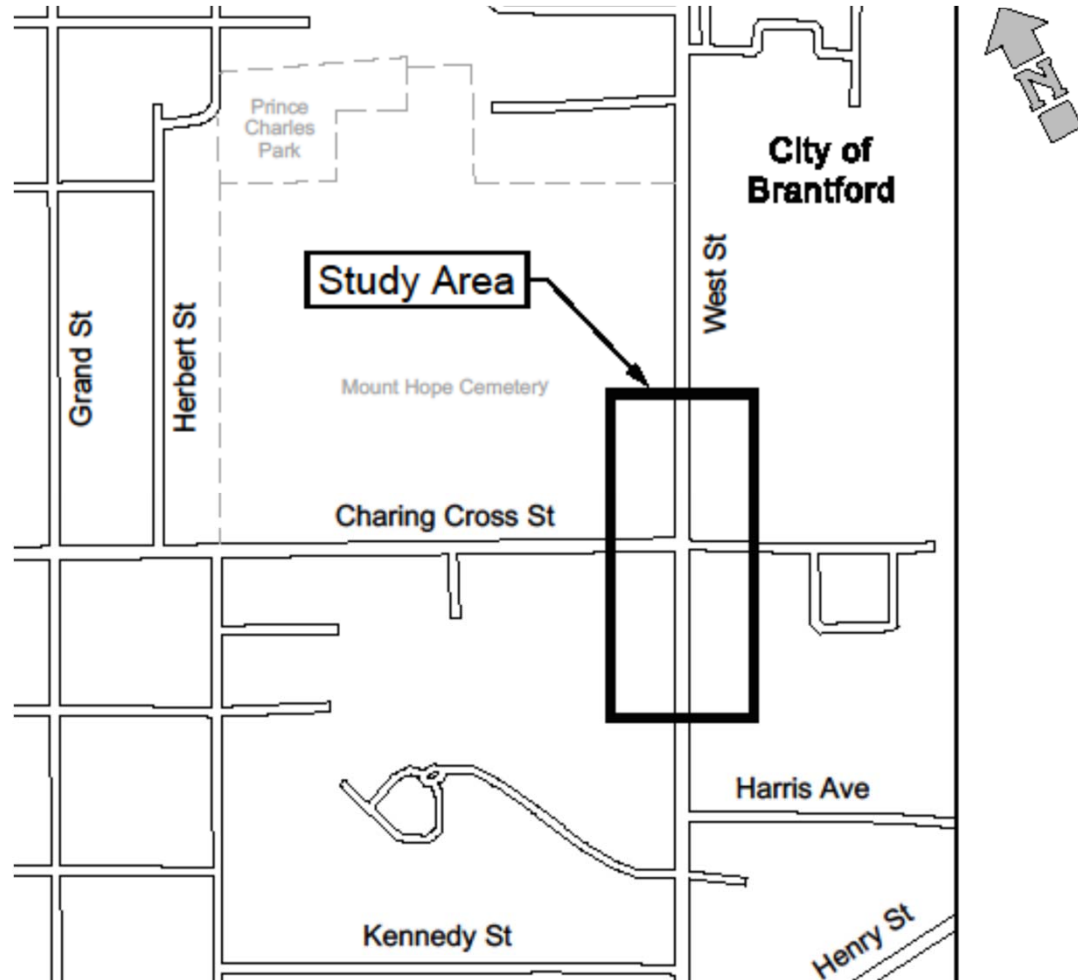 N
Prince
Charles
Park
City of
Brantford
Study Area
West St
Grand St
Herbert St
Mount Hope Cemetery
Charing Cross St
Harris Ave
Kennedy St
Henry St